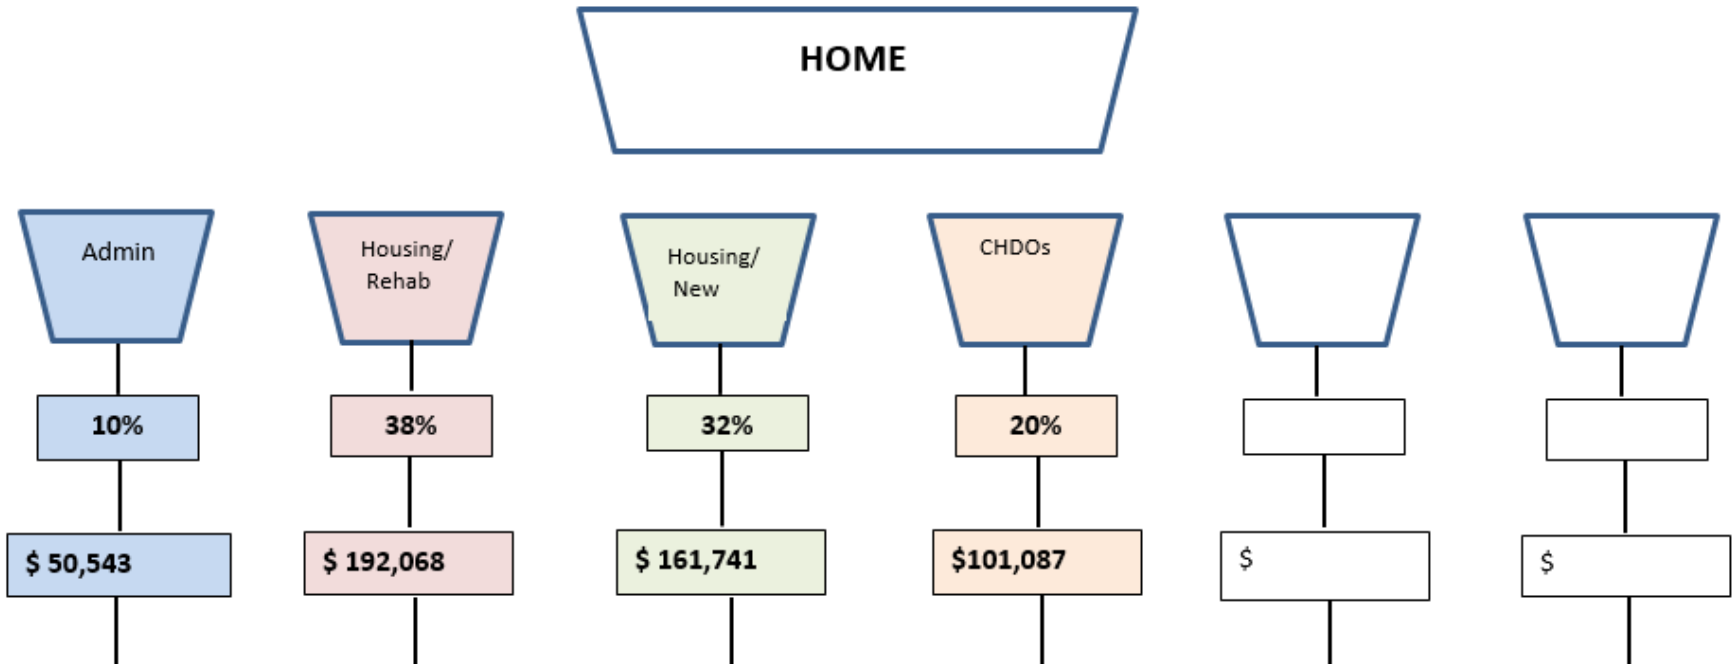 HOME
Admin
Housing/
Rehab
Housing/
New
CHDOs
10%
38%
32%
20%
$ 50,543
$ 192,068
$ 161,741
$101,087
$
$